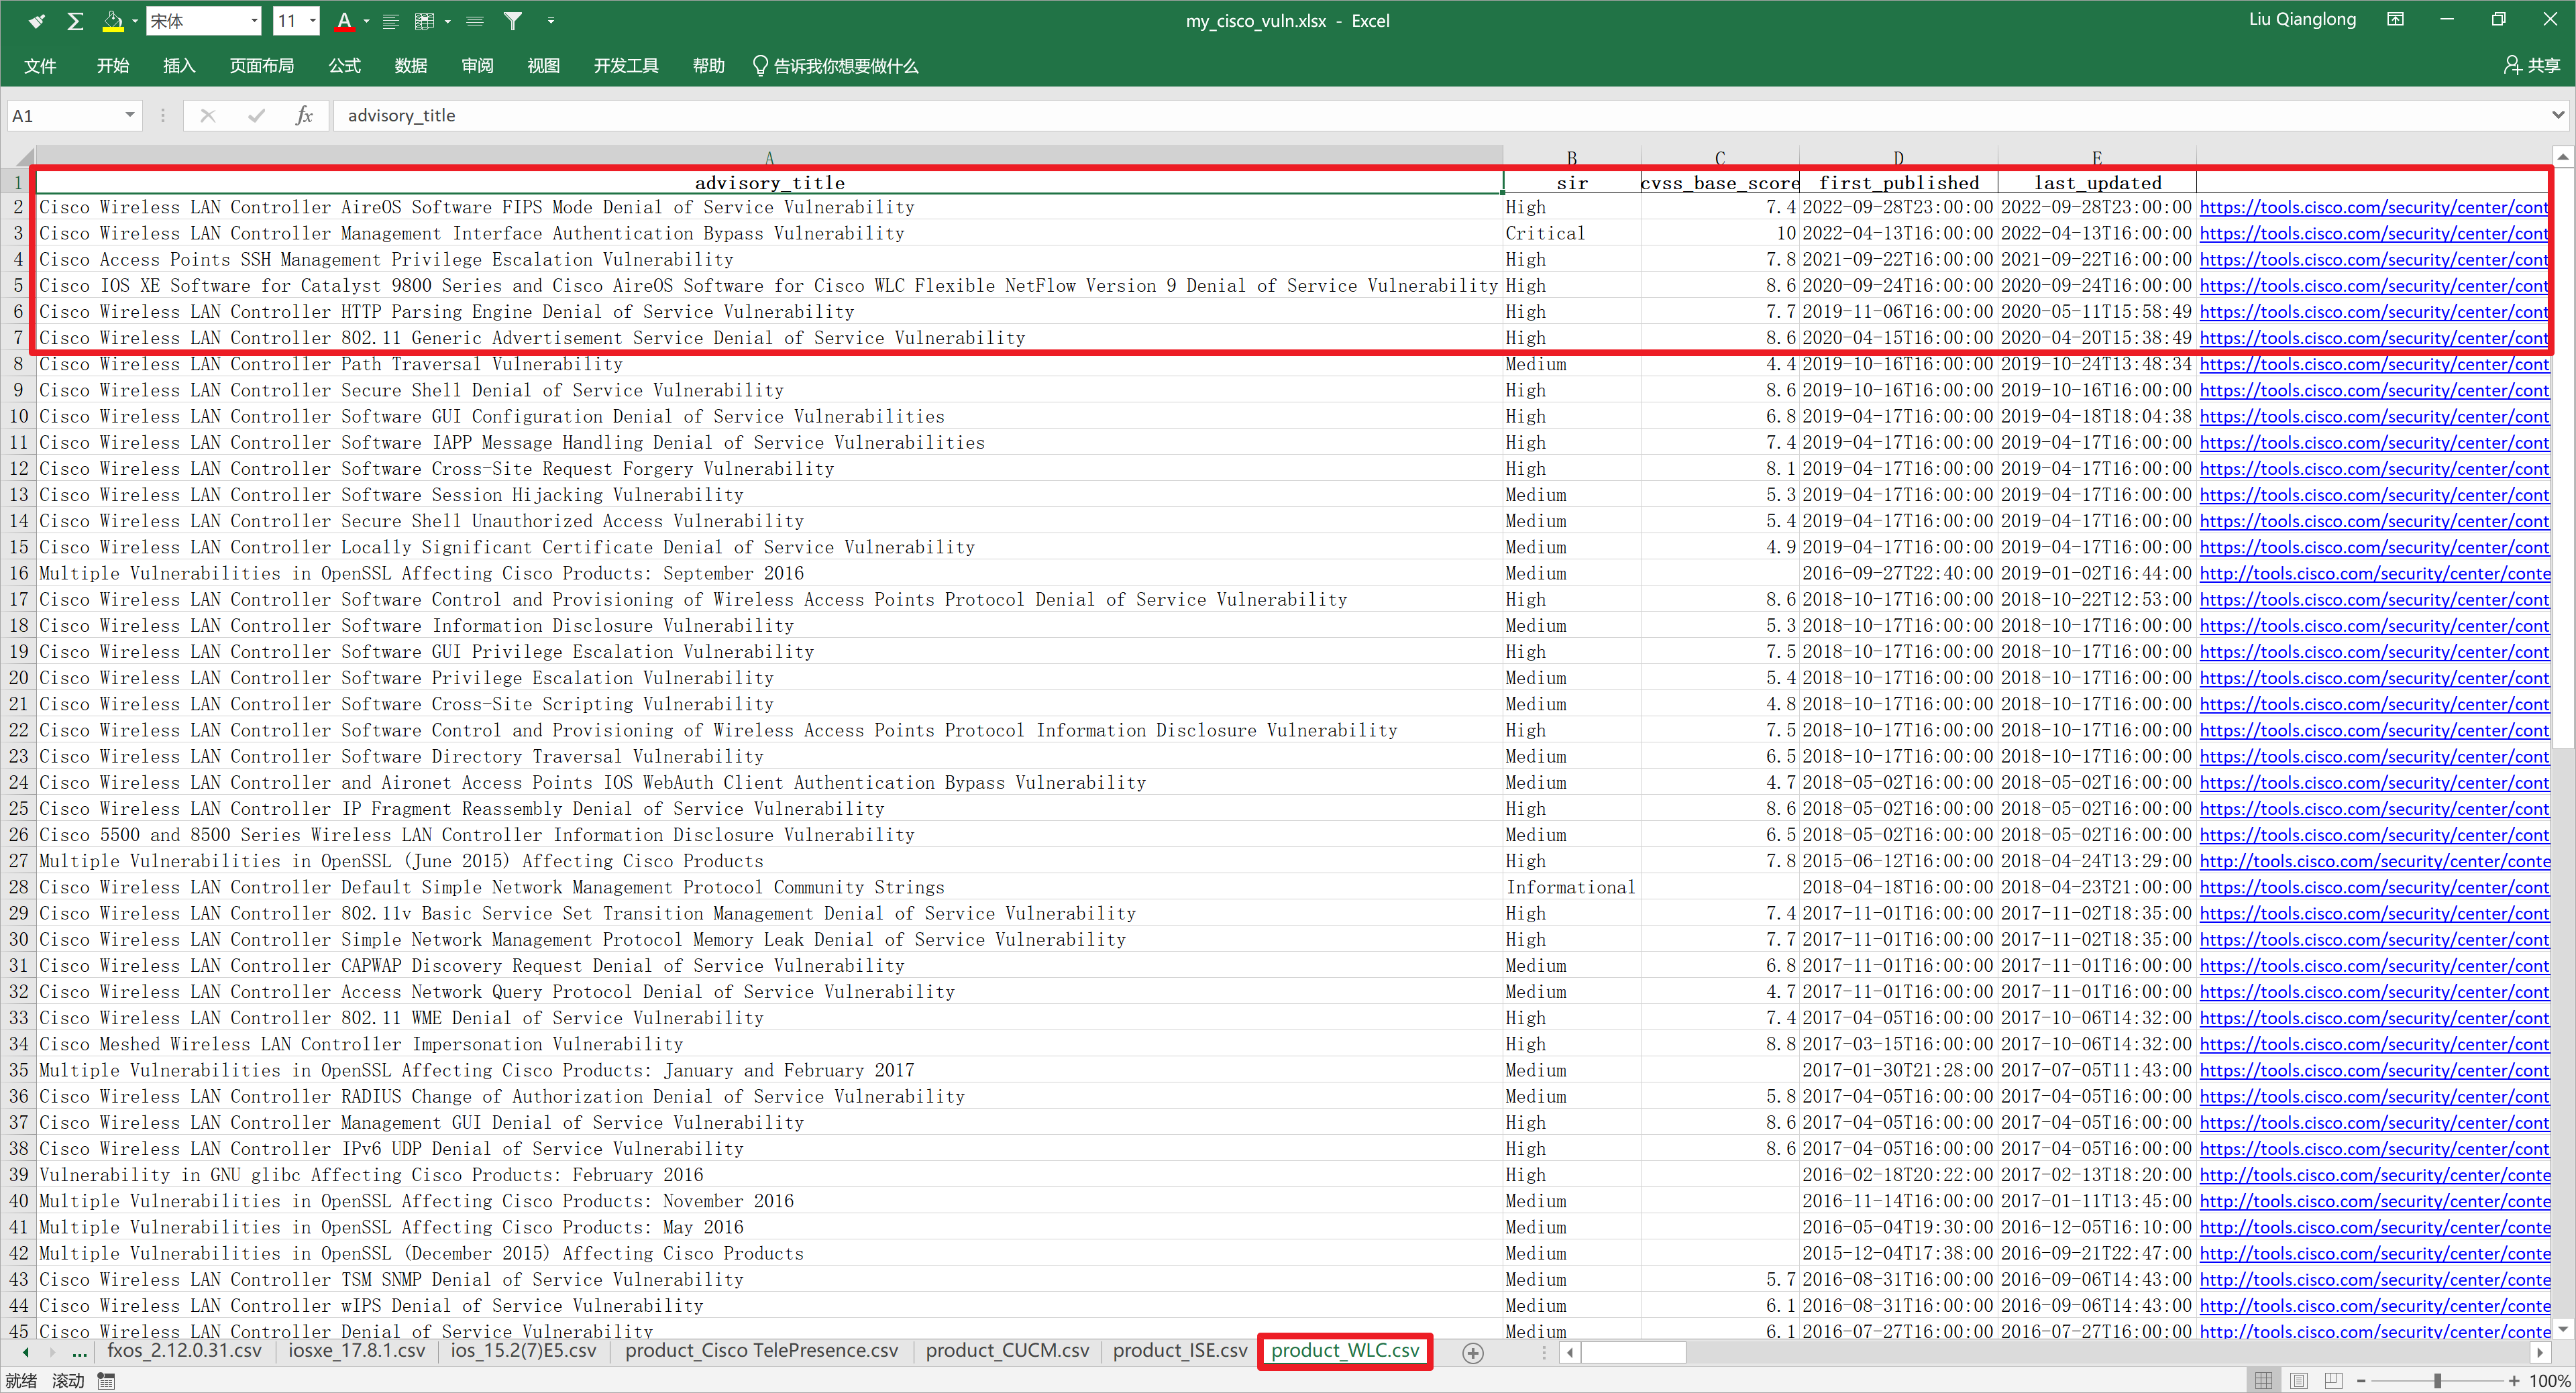 宋体 11 A my_cisco_vuln.xlsx - Excel Liu Qianglong
文件 开始 插入 页面布局 公式 数据 审阅 视图 开发工具 帮助 告诉我你想要做什么 共享
A1 fx advisory_title
A B C D E
1 advisory_title sir cvss_base_score first_published last_updated
2 Cisco Wireless LAN Controller AireOS Software FIPS Mode Denial of Service Vulnerability High 7.4 2022-09-28T23:00:00 2022-09-28T23:00:00 https://tools.cisco.com/security/center/cont
3 Cisco Wireless LAN Controller Management Interface Authentication Bypass Vulnerability Critical 10 2022-04-13T16:00:00 2022-04-13T16:00:00 https://tools.cisco.com/security/center/cont
4 Cisco Access Points SSH Management Privilege Escalation Vulnerability High 7.8 2021-09-22T16:00:00 2021-09-22T16:00:00 https://tools.cisco.com/security/center/cont
5 Cisco IOS XE Software for Catalyst 9800 Series and Cisco AireOS Software for Cisco WLC Flexible NetFlow Version 9 Denial of Service Vulnerability High 8.6 2020-09-24T16:00:00 2020-09-24T16:00:00 https://tools.cisco.com/security/center/cont
6 Cisco Wireless LAN Controller HTTP Parsing Engine Denial of Service Vulnerability High 7.7 2019-11-06T16:00:00 2020-05-11T15:58:49 https://tools.cisco.com/security/center/cont
7 Cisco Wireless LAN Controller 802.11 Generic Advertisement Service Denial of Service Vulnerability High 8.6 2020-04-15T16:00:00 2020-04-20T15:38:49 https://tools.cisco.com/security/center/cont
8 Cisco Wireless LAN Controller Path Traversal Vulnerability Medium 4.4 2019-10-16T16:00:00 2019-10-24T13:48:34 https://tools.cisco.com/security/center/cont
9 Cisco Wireless LAN Controller Secure Shell Denial of Service Vulnerability High 8.6 2019-10-16T16:00:00 2019-10-16T16:00:00 https://tools.cisco.com/security/center/cont
10 Cisco Wireless LAN Controller Software GUI Configuration Denial of Service Vulnerabilities High 6.8 2019-04-17T16:00:00 2019-04-18T18:04:38 https://tools.cisco.com/security/center/cont
11 Cisco Wireless LAN Controller Software IAPP Message Handling Denial of Service Vulnerabilities High 7.4 2019-04-17T16:00:00 2019-04-17T16:00:00 https://tools.cisco.com/security/center/cont
12 Cisco Wireless LAN Controller Software Cross-Site Request Forgery Vulnerability High 8.1 2019-04-17T16:00:00 2019-04-17T16:00:00 https://tools.cisco.com/security/center/cont
13 Cisco Wireless LAN Controller Software Session Hijacking Vulnerability Medium 5.3 2019-04-17T16:00:00 2019-04-17T16:00:00 https://tools.cisco.com/security/center/cont
14 Cisco Wireless LAN Controller Secure Shell Unauthorized Access Vulnerability Medium 5.4 2019-04-17T16:00:00 2019-04-17T16:00:00 https://tools.cisco.com/security/center/cont
15 Cisco Wireless LAN Controller Locally Significant Certificate Denial of Service Vulnerability Medium 4.9 2019-04-17T16:00:00 2019-04-17T16:00:00 https://tools.cisco.com/security/center/cont
16 Multiple Vulnerabilities in OpenSSL Affecting Cisco Products: September 2016 Medium 2016-09-27T22:40:00 2019-01-02T16:44:00 http://tools.cisco.com/security/center/conte
17 Cisco Wireless LAN Controller Software Control and Provisioning of Wireless Access Points Protocol Denial of Service Vulnerability High 8.6 2018-10-17T16:00:00 2018-10-22T12:53:00 https://tools.cisco.com/security/center/cont
18 Cisco Wireless LAN Controller Software Information Disclosure Vulnerability Medium 5.3 2018-10-17T16:00:00 2018-10-17T16:00:00 https://tools.cisco.com/security/center/cont
19 Cisco Wireless LAN Controller Software GUI Privilege Escalation Vulnerability High 7.5 2018-10-17T16:00:00 2018-10-17T16:00:00 https://tools.cisco.com/security/center/cont
20 Cisco Wireless LAN Controller Software Privilege Escalation Vulnerability Medium 5.4 2018-10-17T16:00:00 2018-10-17T16:00:00 https://tools.cisco.com/security/center/cont
21 Cisco Wireless LAN Controller Software Cross-Site Scripting Vulnerability Medium 4.8 2018-10-17T16:00:00 2018-10-17T16:00:00 https://tools.cisco.com/security/center/cont
22 Cisco Wireless LAN Controller Software Control and Provisioning of Wireless Access Points Protocol Information Disclosure Vulnerability High 7.5 2018-10-17T16:00:00 2018-10-17T16:00:00 https://tools.cisco.com/security/center/cont
23 Cisco Wireless LAN Controller Software Directory Traversal Vulnerability Medium 6.5 2018-10-17T16:00:00 2018-10-17T16:00:00 https://tools.cisco.com/security/center/cont
24 Cisco Wireless LAN Controller and Aironet Access Points IOS WebAuth Client Authentication Bypass Vulnerability Medium 4.7 2018-05-02T16:00:00 2018-05-02T16:00:00 https://tools.cisco.com/security/center/cont
25 Cisco Wireless LAN Controller IP Fragment Reassembly Denial of Service Vulnerability High 8.6 2018-05-02T16:00:00 2018-05-02T16:00:00 https://tools.cisco.com/security/center/cont
26 Cisco 5500 and 8500 Series Wireless LAN Controller Information Disclosure Vulnerability Medium 6.5 2018-05-02T16:00:00 2018-05-02T16:00:00 https://tools.cisco.com/security/center/cont
27 Multiple Vulnerabilities in OpenSSL (June 2015) Affecting Cisco Products High 7.8 2015-06-12T16:00:00 2018-04-24T13:29:00 http://tools.cisco.com/security/center/conte
28 Cisco Wireless LAN Controller Default Simple Network Management Protocol Community Strings Informational 2018-04-18T16:00:00 2018-04-23T21:00:00 https://tools.cisco.com/security/center/cont
29 Cisco Wireless LAN Controller 802.11v Basic Service Set Transition Management Denial of Service Vulnerability High 7.4 2017-11-01T16:00:00 2017-11-02T18:35:00 https://tools.cisco.com/security/center/cont
30 Cisco Wireless LAN Controller Simple Network Management Protocol Memory Leak Denial of Service Vulnerability High 7.7 2017-11-01T16:00:00 2017-11-02T18:35:00 https://tools.cisco.com/security/center/cont
31 Cisco Wireless LAN Controller CAPWAP Discovery Request Denial of Service Vulnerability Medium 6.8 2017-11-01T16:00:00 2017-11-01T16:00:00 https://tools.cisco.com/security/center/cont
32 Cisco Wireless LAN Controller Access Network Query Protocol Denial of Service Vulnerability Medium 4.7 2017-11-01T16:00:00 2017-11-01T16:00:00 https://tools.cisco.com/security/center/cont
33 Cisco Wireless LAN Controller 802.11 WME Denial of Service Vulnerability High 7.4 2017-04-05T16:00:00 2017-10-06T14:32:00 https://tools.cisco.com/security/center/cont
34 Cisco Meshed Wireless LAN Controller Impersonation Vulnerability High 8.8 2017-03-15T16:00:00 2017-10-06T14:32:00 https://tools.cisco.com/security/center/cont
35 Multiple Vulnerabilities in OpenSSL Affecting Cisco Products: January and February 2017 Medium 2017-01-30T21:28:00 2017-07-05T11:43:00 https://tools.cisco.com/security/center/cont
36 Cisco Wireless LAN Controller RADIUS Change of Authorization Denial of Service Vulnerability Medium 5.8 2017-04-05T16:00:00 2017-04-05T16:00:00 https://tools.cisco.com/security/center/cont
37 Cisco Wireless LAN Controller Management GUI Denial of Service Vulnerability High 8.6 2017-04-05T16:00:00 2017-04-05T16:00:00 https://tools.cisco.com/security/center/cont
38 Cisco Wireless LAN Controller IPv6 UDP Denial of Service Vulnerability High 8.6 2017-04-05T16:00:00 2017-04-05T16:00:00 https://tools.cisco.com/security/center/cont
39 Vulnerability in GNU glibc Affecting Cisco Products: February 2016 High 2016-02-18T20:22:00 2017-02-13T18:20:00 http://tools.cisco.com/security/center/conte
40 Multiple Vulnerabilities in OpenSSL Affecting Cisco Products: November 2016 Medium 2016-11-14T16:00:00 2017-01-11T13:45:00 http://tools.cisco.com/security/center/conte
41 Multiple Vulnerabilities in OpenSSL Affecting Cisco Products: May 2016 Medium 2016-05-04T19:30:00 2016-12-05T16:10:00 http://tools.cisco.com/security/center/conte
42 Multiple Vulnerabilities in OpenSSL (December 2015) Affecting Cisco Products Medium 2015-12-04T17:38:00 2016-09-21T22:47:00 http://tools.cisco.com/security/center/conte
43 Cisco Wireless LAN Controller TSM SNMP Denial of Service Vulnerability Medium 5.7 2016-08-31T16:00:00 2016-09-06T14:43:00 http://tools.cisco.com/security/center/conte
44 Cisco Wireless LAN Controller wIPS Denial of Service Vulnerability Medium 6.1 2016-08-31T16:00:00 2016-09-06T14:43:00 http://tools.cisco.com/security/center/conte
45 Cisco Wireless LAN Controller Denial of Service Vulnerability Medium 6.1 2016-07-27T16:00:00 2016-07-27T16:00:00 http://tools.cisco.com/security/center/conte
... fxos_2.12.0.31.csv iosxe_17.8.1.csv ios_15.2(7)E5.csv product_Cisco TelePresence.csv product_CUCM.csv product_ISE.csv product_WLC.csv
就绪 滚动 100%